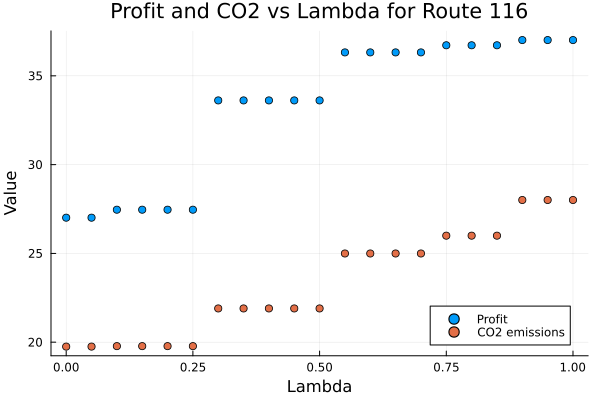 Profit and CO2 vs Lambda for Route 116
Value
35
30
25
20
0.00 0.25 0.50 0.75 1.00
Lambda
Profit
CO2 emissions